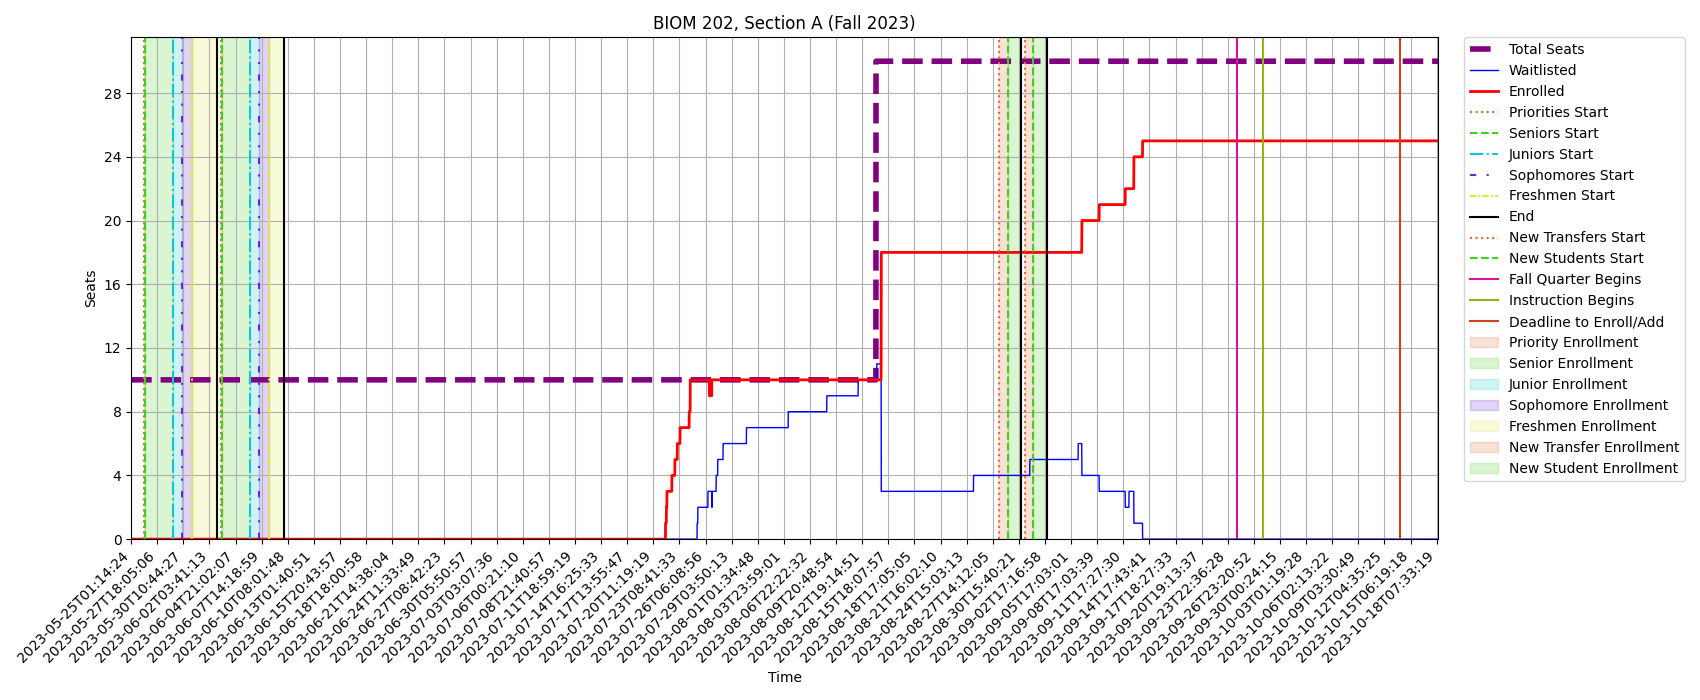 BIOM 202, Section A (Fall 2023)
Seats
28
24
20
16
12
8
4
0
2023-05-25T01:14:24
2023-05-27T18:05:06
2023-05-30T10:44:27
2023-06-02T03:41:13
2023-06-04T21:02:07
2023-06-07T14:18:59
2023-06-10T08:01:48
2023-06-13T01:40:51
2023-06-15T20:43:57
2023-06-18T18:00:58
2023-06-21T14:38:04
2023-06-24T11:33:49
2023-06-27T08:42:23
2023-06-30T05:50:57
2023-07-03T03:07:36
2023-07-06T00:21:10
2023-07-08T21:40:57
2023-07-11T18:59:19
2023-07-14T16:25:33
2023-07-17T13:55:47
2023-07-20T11:19:19
2023-07-23T08:41:33
2023-07-26T06:08:56
2023-07-29T03:50:13
2023-08-01T01:34:48
2023-08-03T23:59:01
2023-08-06T22:22:32
2023-08-09T20:48:54
2023-08-12T19:14:51
2023-08-15T18:07:57
2023-08-18T17:05:05
2023-08-21T16:02:10
2023-08-24T15:03:13
2023-08-27T14:12:05
2023-08-30T15:40:21
2023-09-02T17:16:58
2023-09-05T17:03:01
2023-09-08T17:03:39
2023-09-11T17:27:30
2023-09-14T17:43:41
2023-09-17T18:27:33
2023-09-20T19:13:37
2023-09-23T22:36:28
2023-09-26T23:20:52
2023-09-30T00:24:15
2023-10-03T01:19:28
2023-10-06T02:13:22
2023-10-09T03:30:49
2023-10-12T04:35:25
2023-10-15T06:19:18
2023-10-18T07:33:19
Time
Total Seats
Waitlisted
Enrolled
Priorities Start
Seniors Start
Juniors Start
Sophomores Start
Freshmen Start
End
New Transfers Start
New Students Start
Fall Quarter Begins
Instruction Begins
Deadline to Enroll/Add
Priority Enrollment
Senior Enrollment
Junior Enrollment
Sophomore Enrollment
Freshmen Enrollment
New Transfer Enrollment
New Student Enrollment